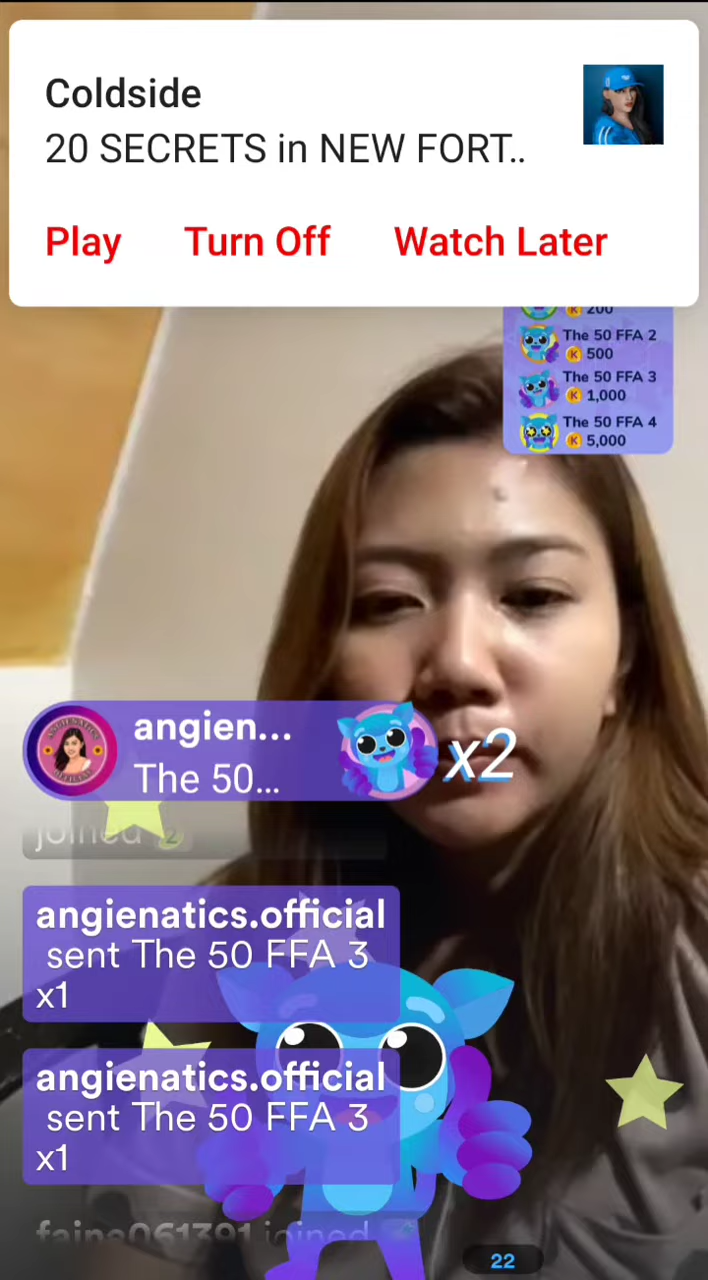 Coldside
20 SECRETS in NEW FORT..
Play Turn Off Watch Later
K 200
The 50 FFA 2
K 500
The 50 FFA 3
K 1,000
The 50 FFA 4
K 5,000
angien...
The 50...
x2
joined
angienatics.official
sent The 50 FFA 3
x1
angienatics.official
sent The 50 FFA 3
x1
joined
22